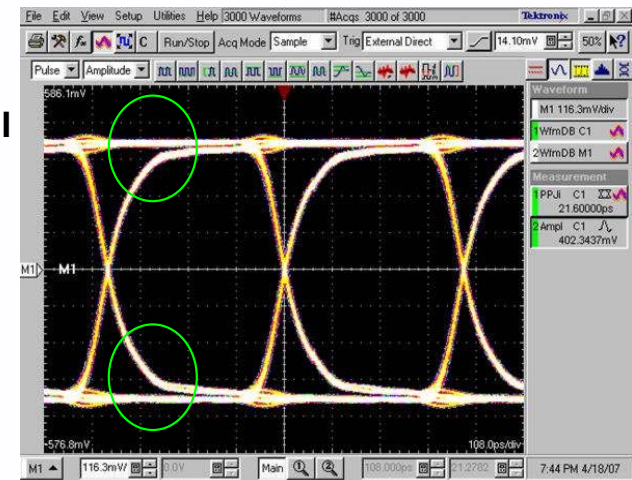 File Edit View Setup Utilities Help 3000 Waveforms #Acqs 3000 of 3000 Tektronix
C Run/Stop Acq Mode Sample Trig External Direct 14.10mV 50%
Pulse Amplitude
586.1mV
Waveform
M1 116.3mV/div
1 WfmDB C1
2 WfmDB M1
Measurement
1 PPJi C1
21.60000ps
2 Ampl C1
402.3437mV
l
M1 M1
-576.8mV 108.0ps/div
M1 116.3mV/ 0.0V Main 1 2 108.000ps 21.2782 7:44 PM 4/18/07